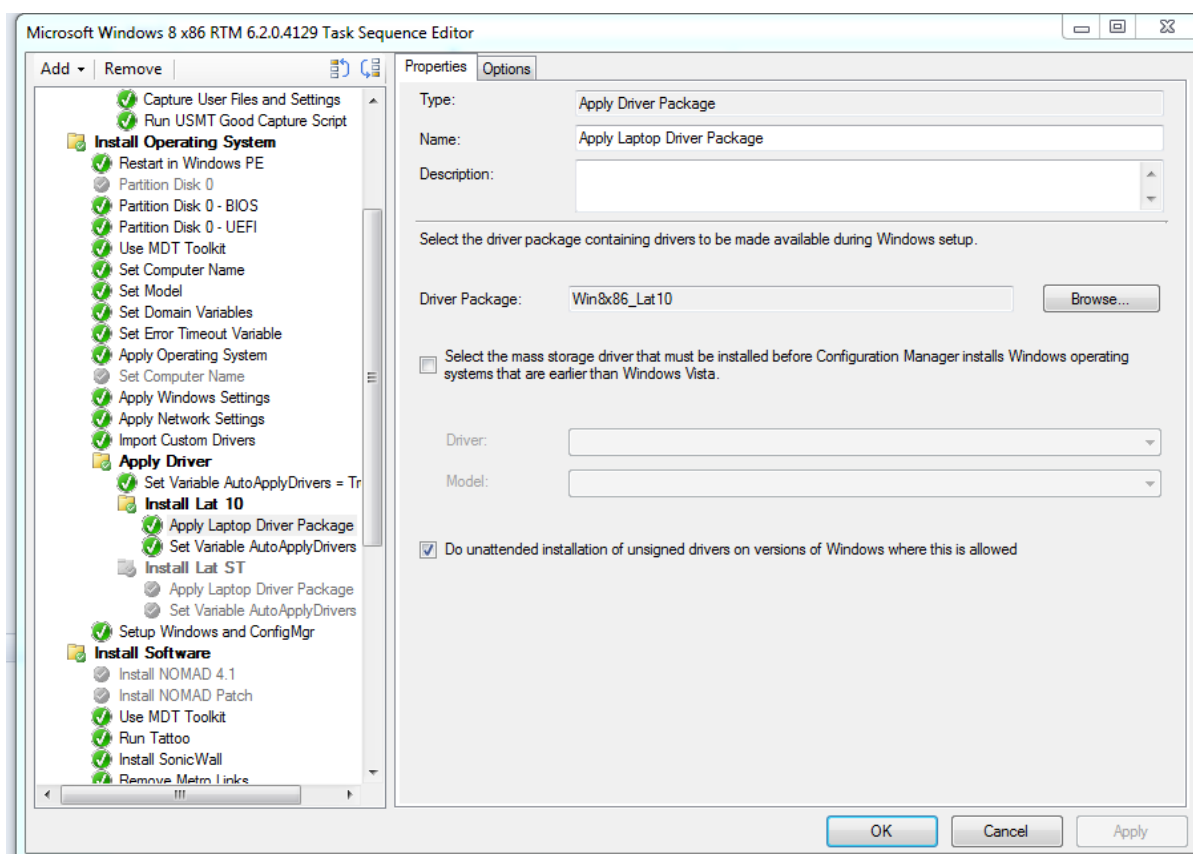 Microsoft Windows 8 x86 RTM 6.2.0.4129 Task Sequence Editor
Add
Remove
Capture User Files and Settings
Run USMT Good Capture Script
Install Operating System
Restart in Windows PE
Partition Disk 0
Partition Disk 0 - BIOS
Partition Disk 0 - UEFI
Use MDT Toolkit
Set Computer Name
Set Model
Set Domain Variables
Set Error Timeout Variable
Apply Operating System
Set Computer Name
Apply Windows Settings
Apply Network Settings
Import Custom Drivers
Apply Driver
Set Variable AutoApplyDrivers = Tr
Install Lat 10
Apply Laptop Driver Package
Set Variable AutoApplyDrivers
Install Lat ST
Apply Laptop Driver Package
Set Variable AutoApplyDrivers
Setup Windows and ConfigMgr
Install Software
Install NOMAD 4.1
Install NOMAD Patch
Use MDT Toolkit
Run Tattoo
Install SonicWall
Remove Metro Links
Properties
Options
Type:
Apply Driver Package
Name:
Apply Laptop Driver Package
Description:
Select the driver package containing drivers to be made available during Windows setup.
Driver Package:
Win8x86_Lat10
Browse...
Select the mass storage driver that must be installed before Configuration Manager installs Windows operating
systems that are earlier than Windows Vista.
Driver:
Model:
Do unattended installation of unsigned drivers on versions of Windows where this is allowed
OK
Cancel
Apply